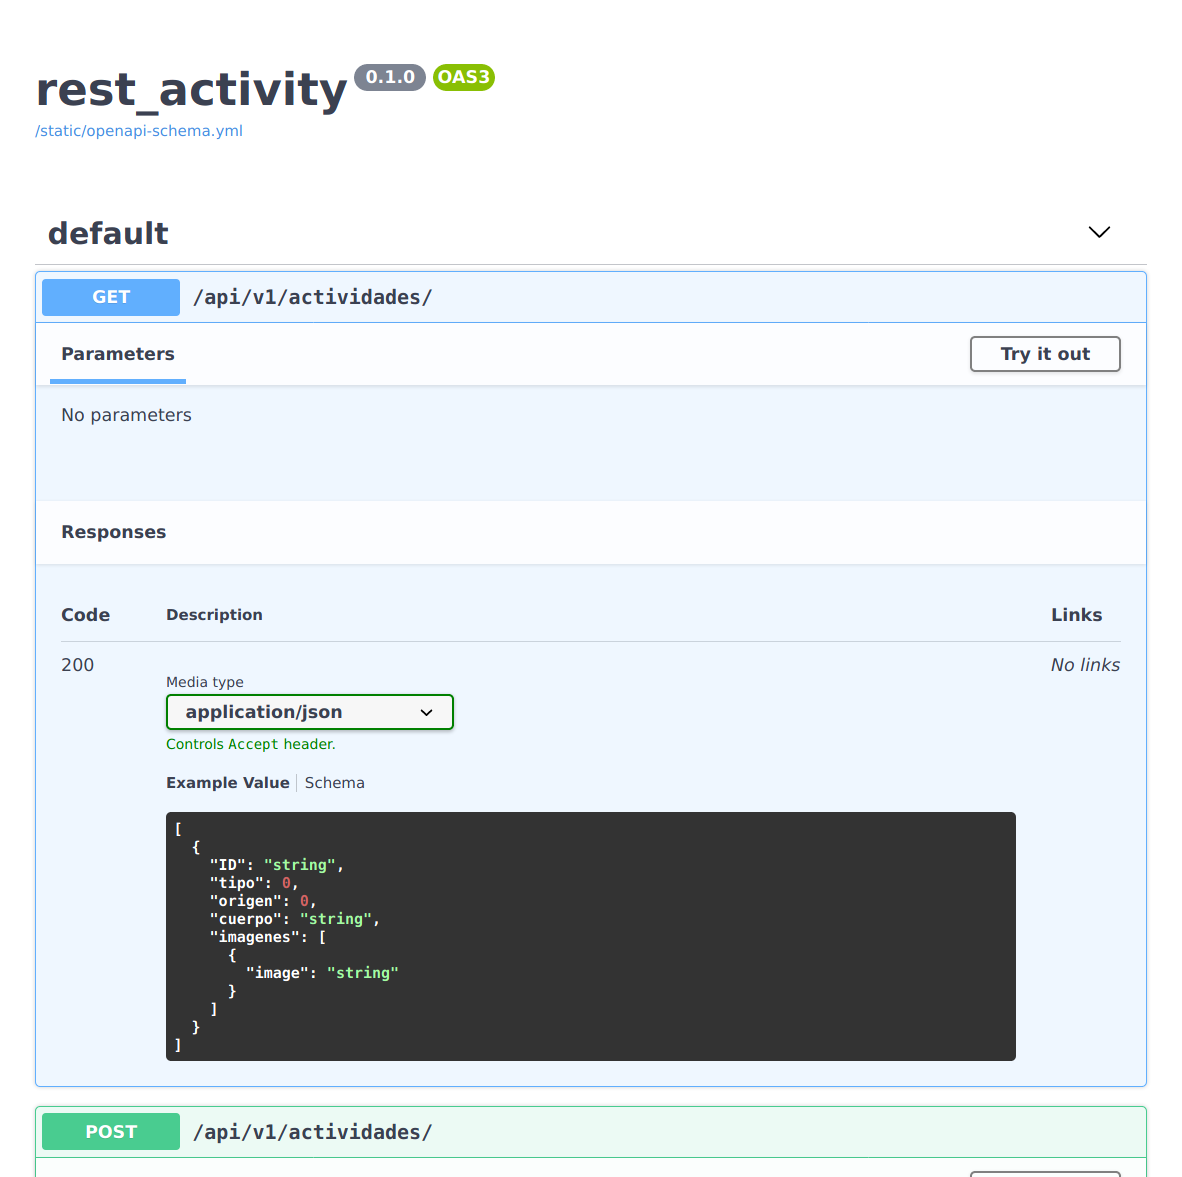 rest_activity 0.1.0 OAS3
/static/openapi-schema.yml
default
GET /api/v1/actividades/
Parameters Try it out
No parameters
Responses
Code Description Links
200 No links
Media type
application/json
Controls Accept header.
Example Value Schema
[
  {
    "ID": "string",
    "tipo": 0,
    "origen": 0,
    "cuerpo": "string",
    "imagenes": [
      {
        "image": "string"
      }
    ]
  }
]
POST /api/v1/actividades/